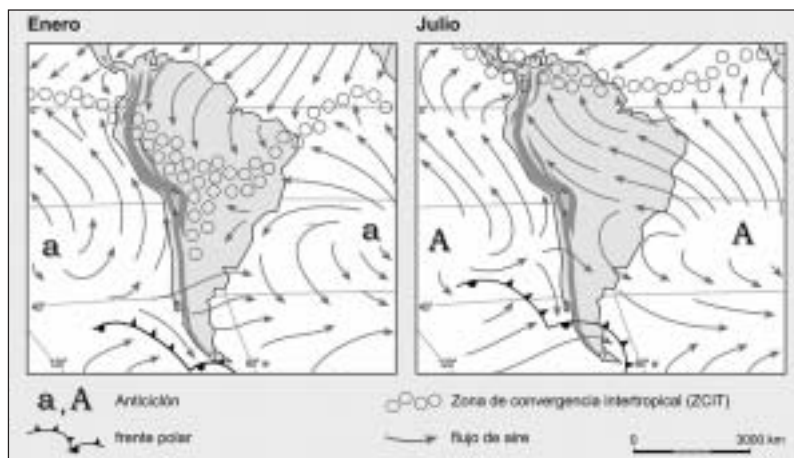 Enero
Julio
a
a
A
A
a, A Anticiclón
Zona de convergencia intertropical (ZCIT)
frente polar
flujo de aire
0 3000 km